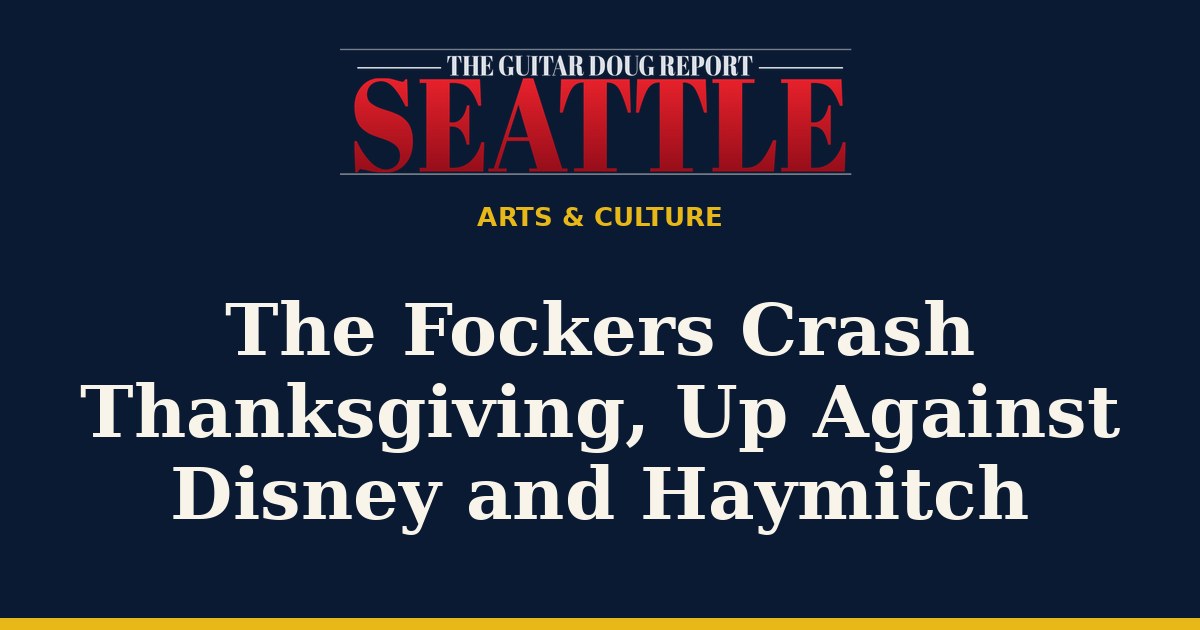 THE GUITAR DOUG REPORT
SEATTLE
ARTS & CULTURE
The Fockers Crash
Thanksgiving, Up Against
Disney and Haymitch